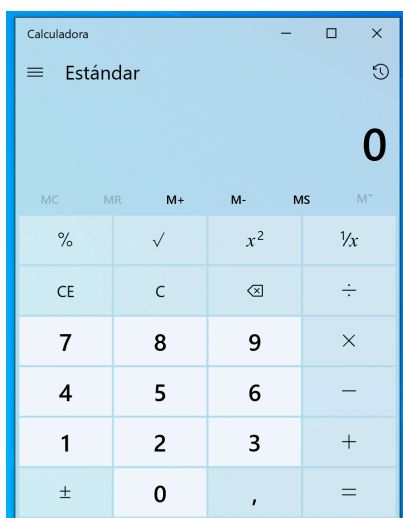 Calculadora
Estándar
0
MC MR M+ M- MS M˅
% √ x² ¹/x
CE C ÷
7 8 9 ×
4 5 6 −
1 2 3 +
± 0 , =